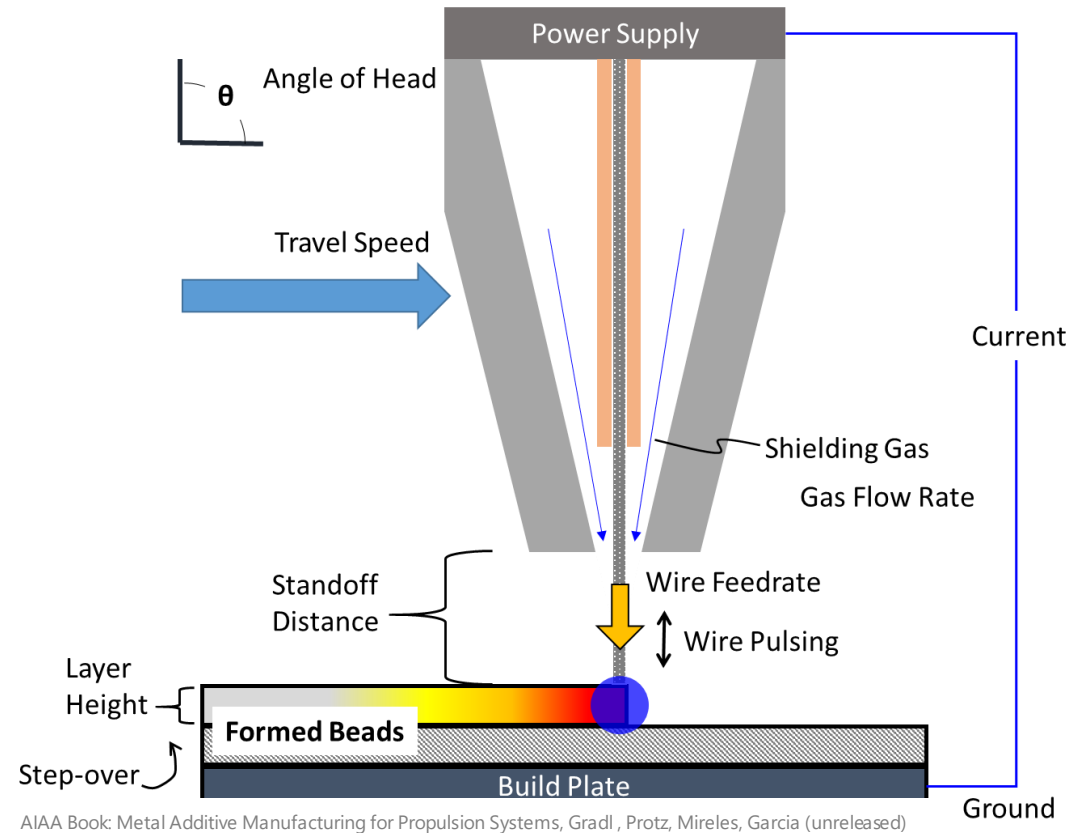 Power Supply
Angle of Head
θ
Travel Speed
Current
Shielding Gas
Gas Flow Rate
Standoff
Distance
Wire Feedrate
Wire Pulsing
Layer
Height
Formed Beads
Step-over
Build Plate
Ground
AIAA Book: Metal Additive Manufacturing for Propulsion Systems, Gradl , Protz, Mireles, Garcia (unreleased)